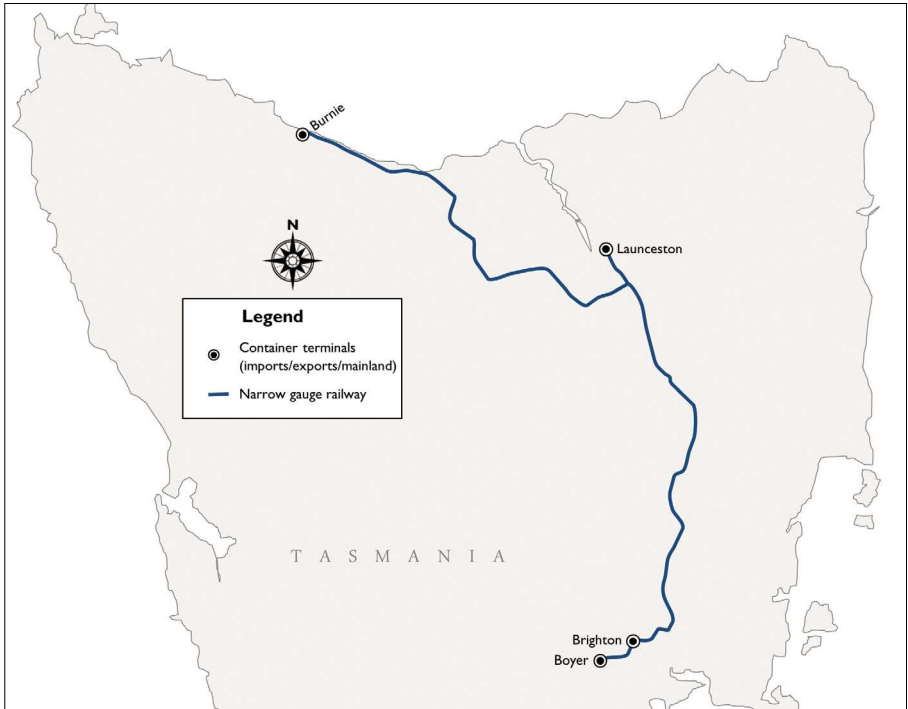 Burnie
N
Launceston
Legend
Container terminals
(imports/exports/mainland)
Narrow gauge railway
TASMANIA
Brighton
Boyer